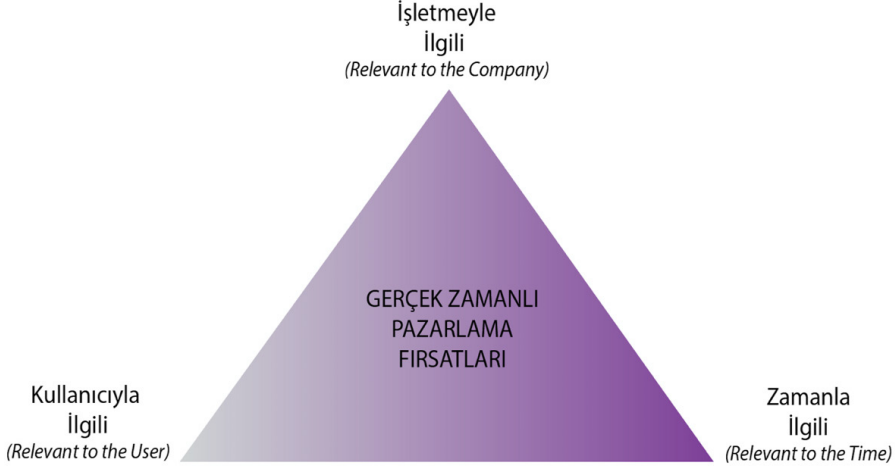 İşletmeyle
İlgili
(Relevant to the Company)
GERÇEK ZAMANLI
PAZARLAMA
FIRSATLARI
Kullanıcıyla
İlgili
(Relevant to the User)
Zamanla
İlgili
(Relevant to the Time)